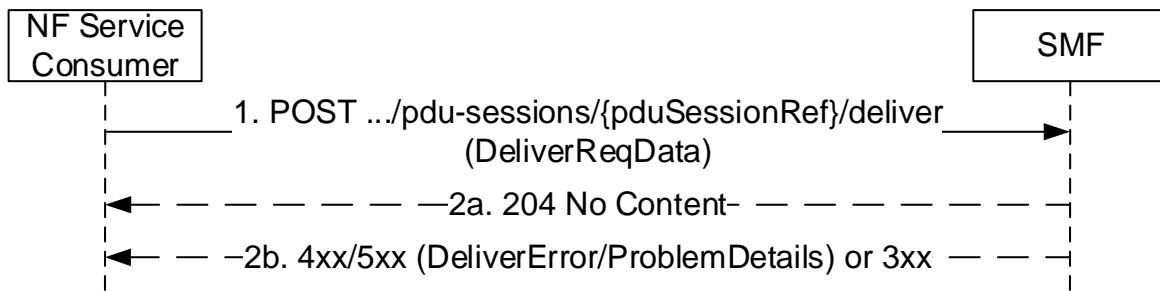 NF Service
Consumer
SMF
1. POST .../pdu-sessions/{pduSessionRef}/deliver
(DeliverReqData)
2a. 204 No Content
2b. 4xx/5xx (DeliverError/ProblemDetails) or 3xx